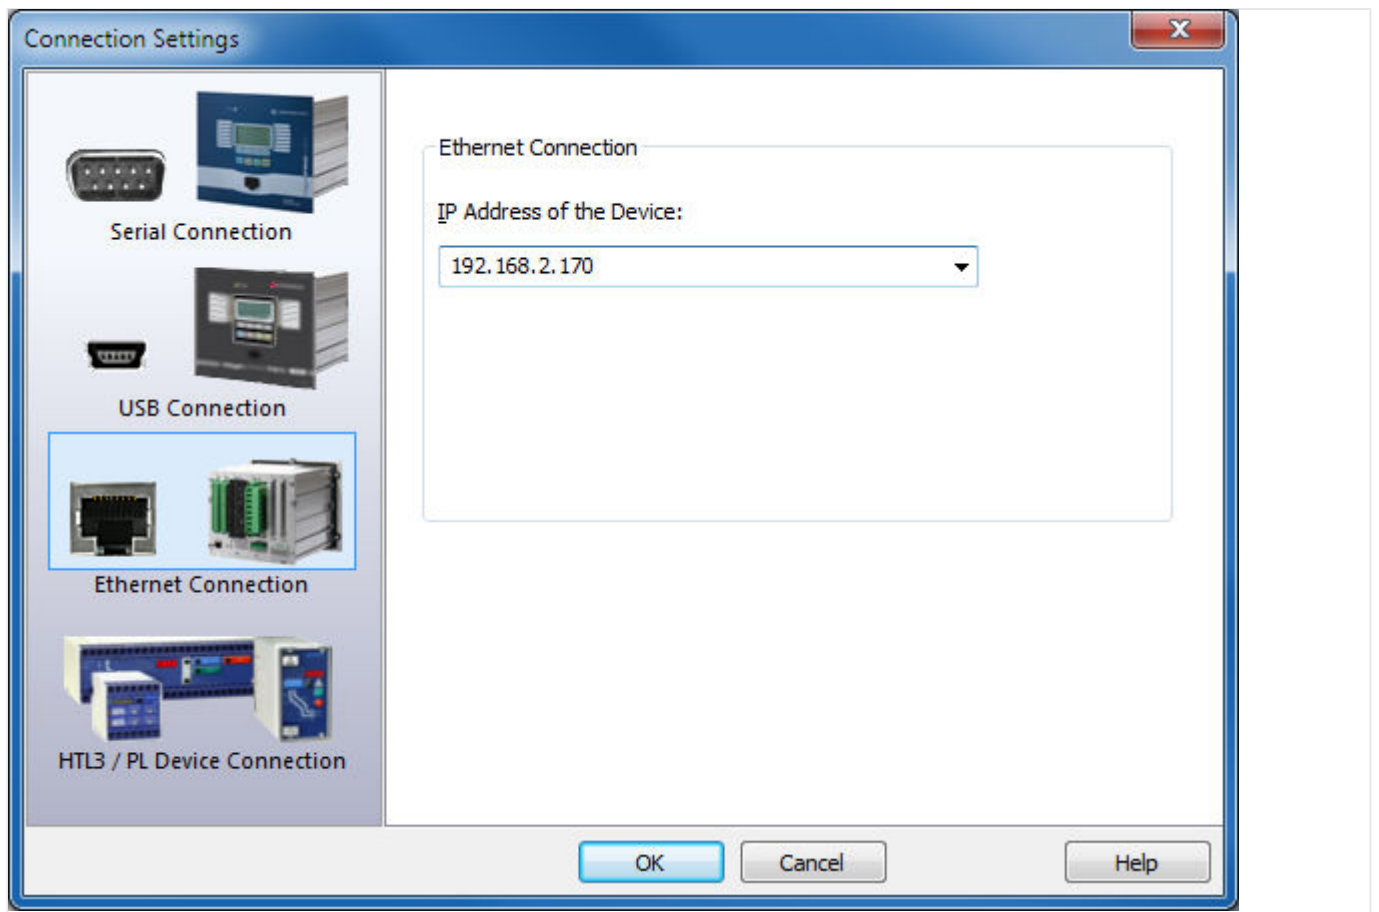 Connection Settings
Serial Connection
USB Connection
Ethernet Connection
HTL3 / PL Device Connection
Ethernet Connection
IP Address of the Device:
192.168.2.170
OK
Cancel
Help